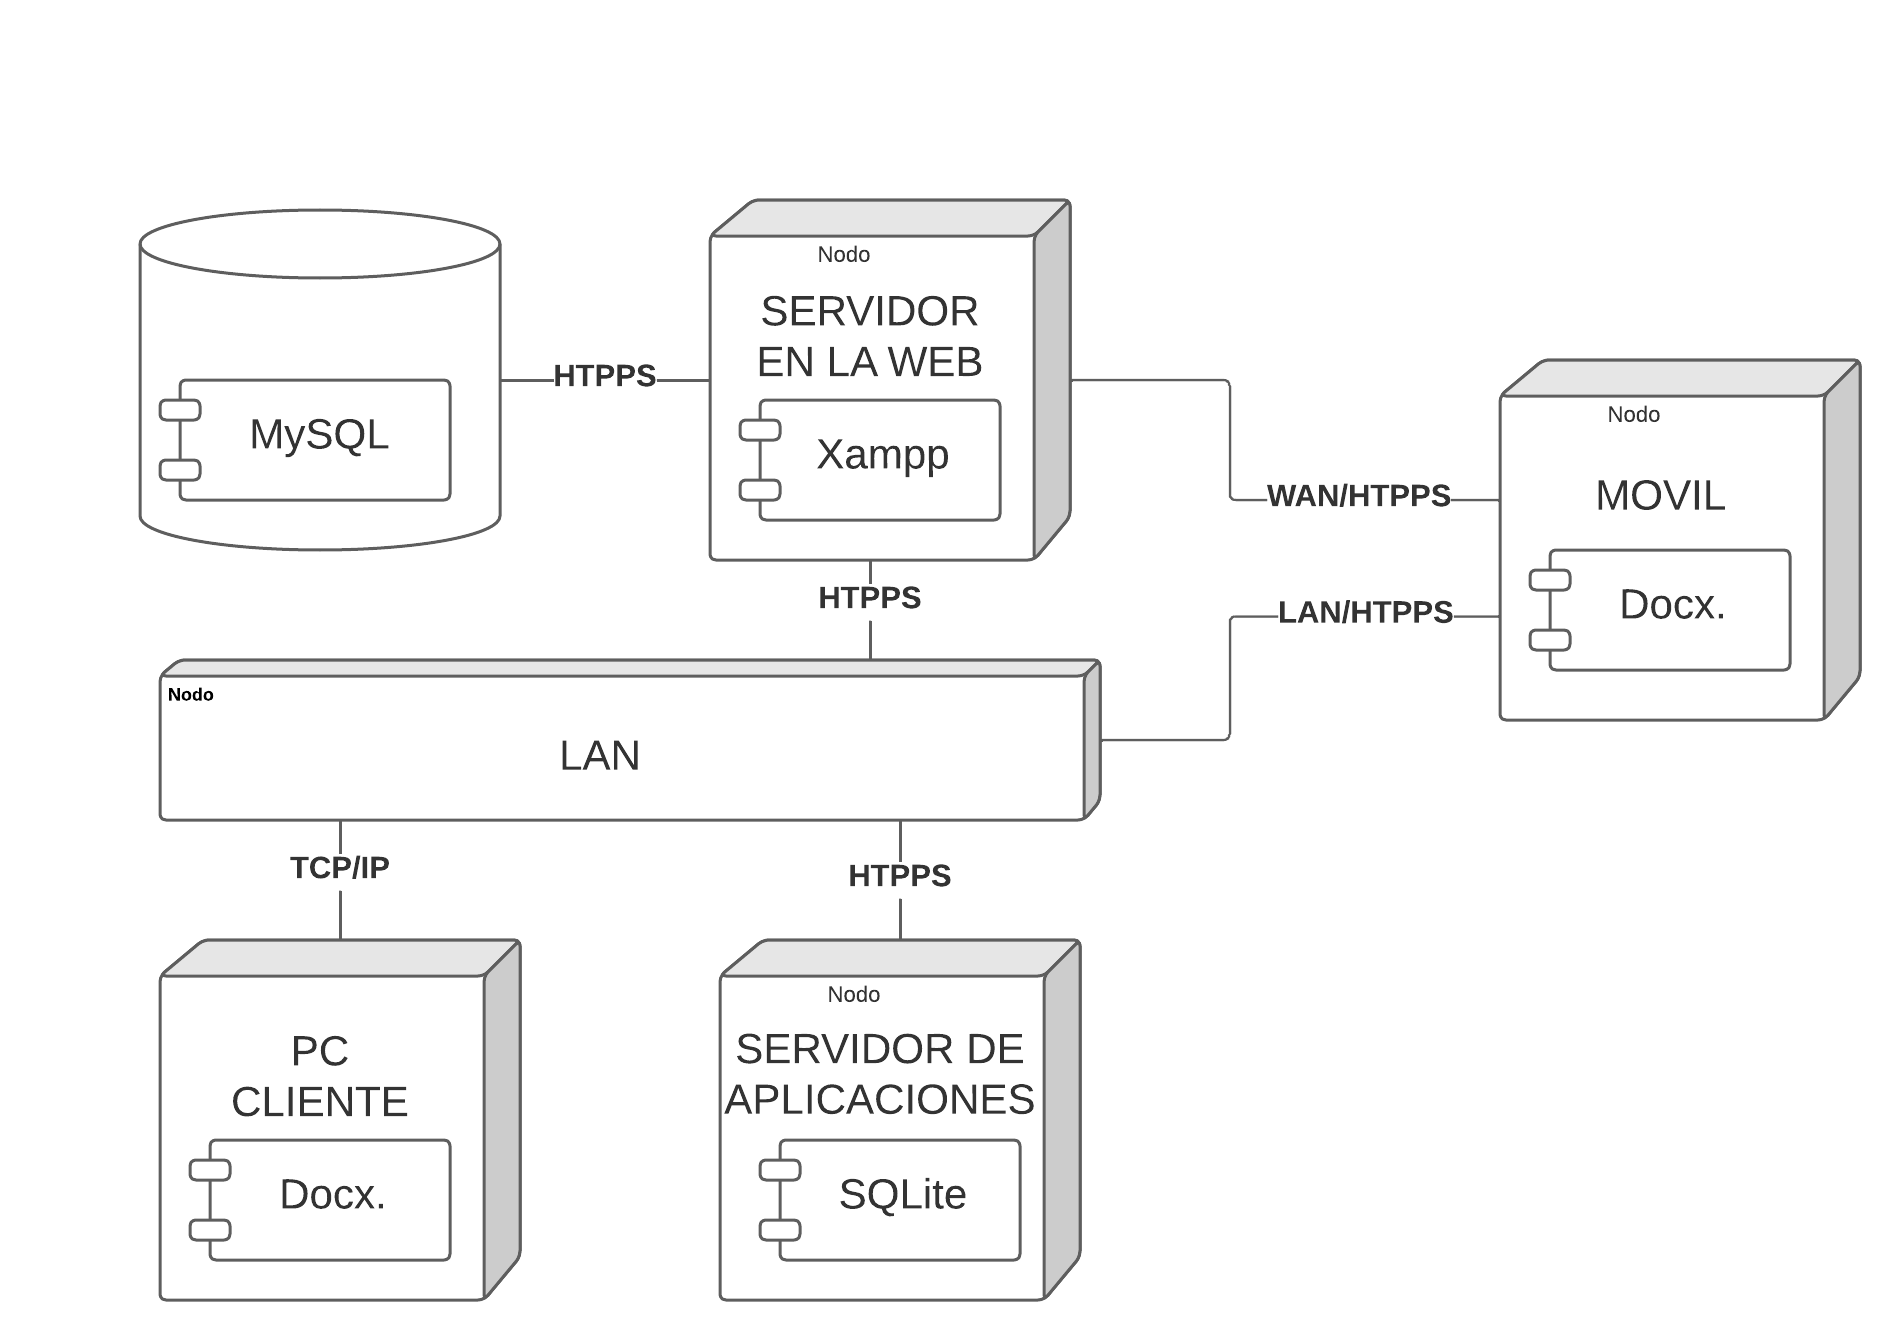 Nodo
SERVIDOR
EN LA WEB
Xampp
MySQL
HTPPS
WAN/HTPPS
Nodo
MOVIL
Docx.
HTPPS
LAN/HTPPS
Nodo
LAN
TCP/IP
HTPPS
PC
CLIENTE
Docx.
Nodo
SERVIDOR DE
APLICACIONES
SQLite